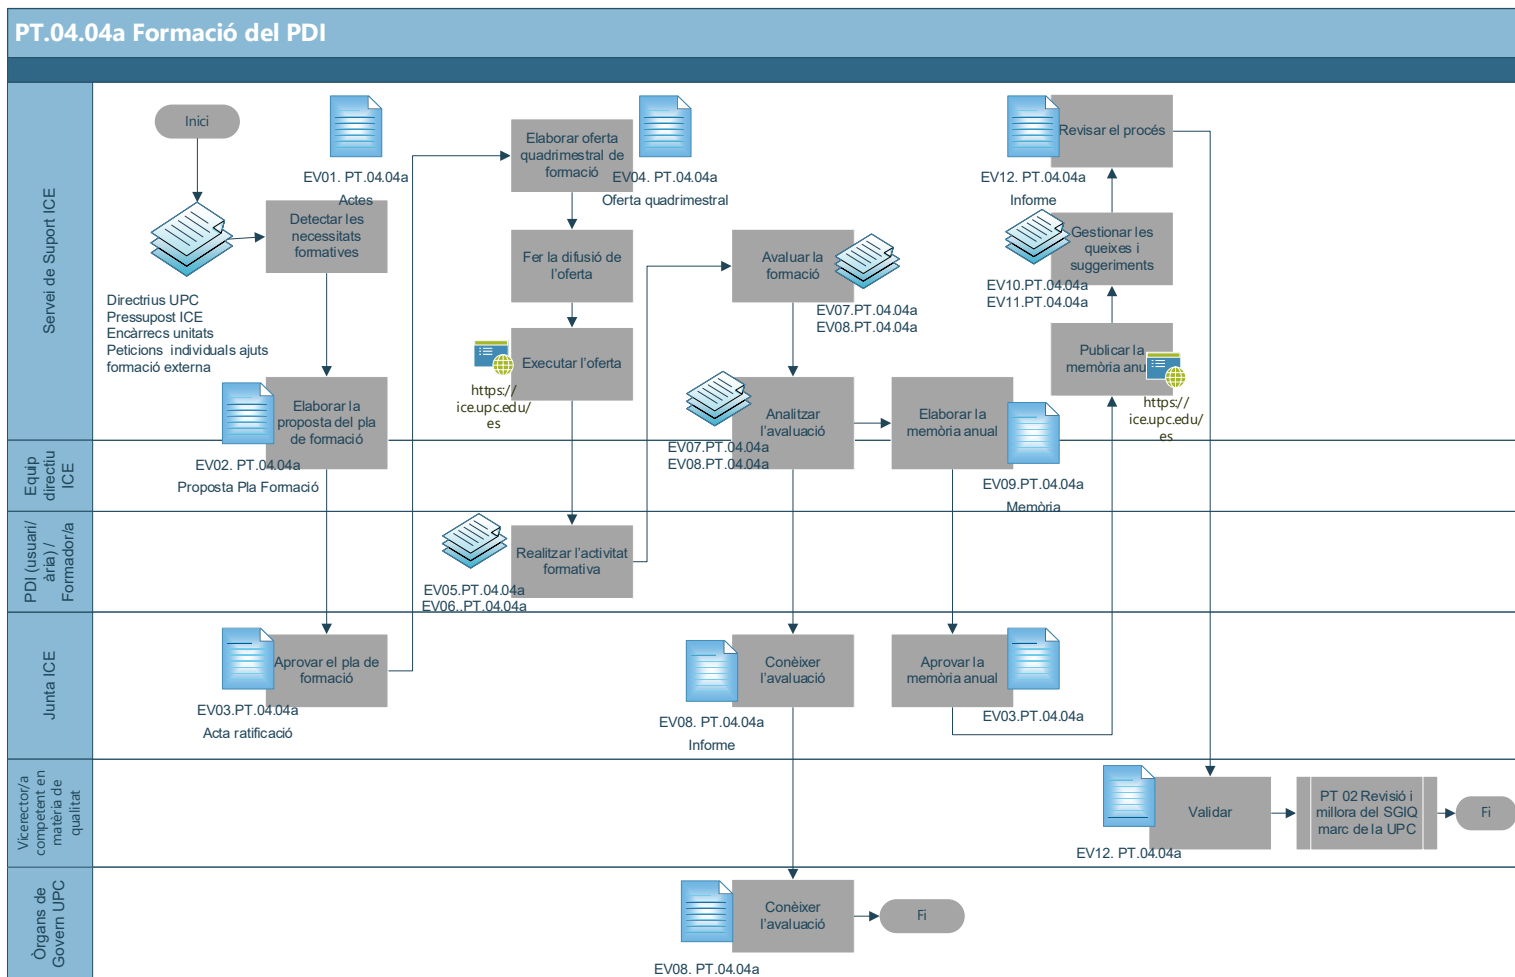 PT.04.04a Formació del PDI
Servei de Suport ICE
Inici
Directrius UPC
Pressupost ICE
Encàrrecs unitats
Peticions individuals ajuts
formació externa
EV01. PT.04.04a
Actes
Detectar les
necessitats
formatives
Elaborar la
proposta del pla
de formació
EV02. PT.04.04a
Proposta Pla Formació
Elaborar oferta
quadrimestral de
formació
EV04. PT.04.04a
Oferta quadrimestral
Fer la difusió de
l’oferta
Executar l’oferta
https://
ice.upc.edu/
es
Avaluar la
formació
EV07.PT.04.04a
EV08.PT.04.04a
Analitzar
l’avaluació
EV07.PT.04.04a
EV08.PT.04.04a
Elaborar la
memòria anual
EV09.PT.04.04a
Memòria
Revisar el procés
EV12. PT.04.04a
Informe
Gestionar les
queixes i
suggeriments
EV10.PT.04.04a
EV11.PT.04.04a
Publicar la
memòria anual
https://
ice.upc.edu/
es
Equip
directiu
ICE
PDI (usuari/
ària) /
Formador/a
Realitzar l’activitat
formativa
EV05.PT.04.04a
EV06..PT.04.04a
Junta ICE
Aprovar el pla de
formació
EV03.PT.04.04a
Acta ratificació
Conèixer
l’avaluació
EV08. PT.04.04a
Informe
Aprovar la
memòria anual
EV03.PT.04.04a
Vicerector/a
competent en
matèria de
qualitat
Validar
EV12. PT.04.04a
PT 02 Revisió i
millora del SGIQ
marc de la UPC
Fi
Òrgans de
Govern UPC
Conèixer
l’avaluació
EV08. PT.04.04a
Fi